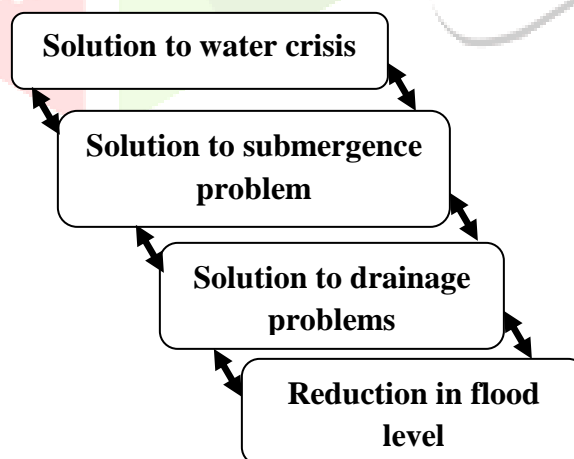 Solution to water crisis
Solution to submergence
problem
Solution to drainage
problems
Reduction in flood
level